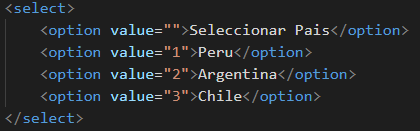 <select>
<option value="">Seleccionar Pais</option>
<option value="1">Peru</option>
<option value="2">Argentina</option>
<option value="3">Chile</option>
</select>